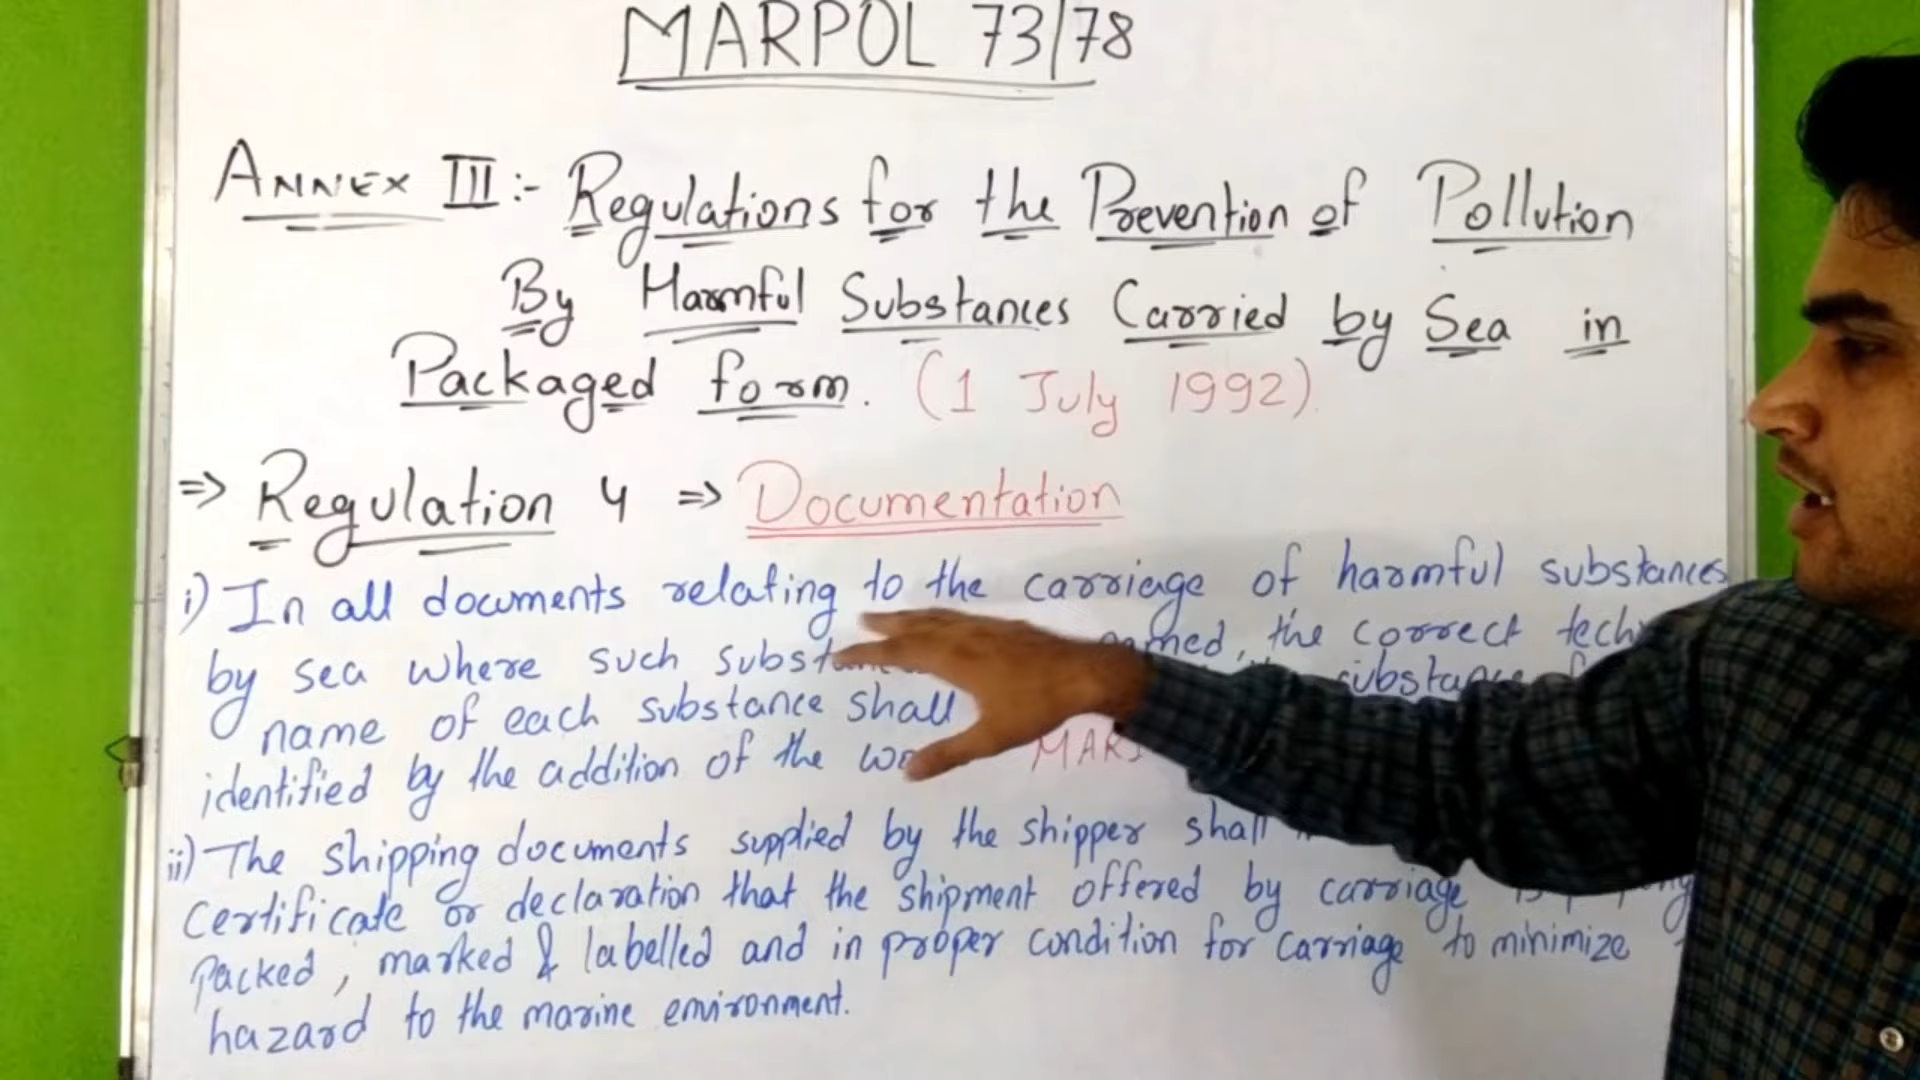 MARPOL 73/78
ANNEX III :- Regulations for the Prevention of Pollution
By Harmful Substances Carried by Sea in
Packaged form. (1 July 1992)
=> Regulation 4 => Documentation
i) In all documents relating to the carriage of harmful substances
by sea where such named, the correct
name of each substance shall
identified by the addition of the
ii) The shipping documents supplied by the shipper shall
certificate or declaration that the shipment offered by carriage
packed, marked & labelled and in proper condition for carriage to minimize
hazard to the marine environment.